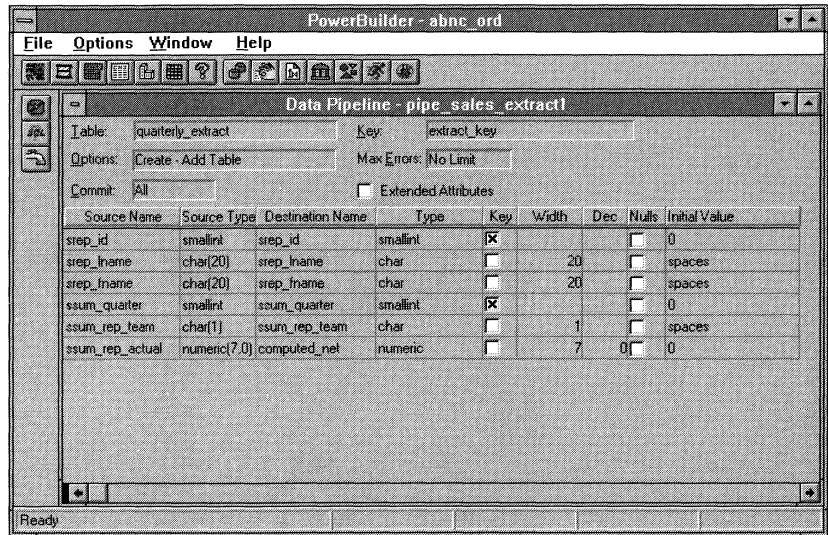 PowerBuilder - abnc_ord
File Options Window Help
Data Pipeline - pipe_sales_extract1
Table: quarterly_extract Key: extract_key
Options: Create - Add Table Max Errors: No Limit
Commit: All Extended Attributes
Source Name Source Type Destination Name Type Key Width Dec Nulls Initial Value
srep_id smallint srep_id smallint 0
srep_lname char(20) srep_lname char 20 spaces
srep_fname char(20) srep_fname char 20 spaces
ssum_quarter smallint ssum_quarter smallint 0
ssum_rep_team char(1) ssum_rep_team char 1 spaces
ssum_rep_actual numeric(7,0) computed_net numeric 7 0 0
Ready